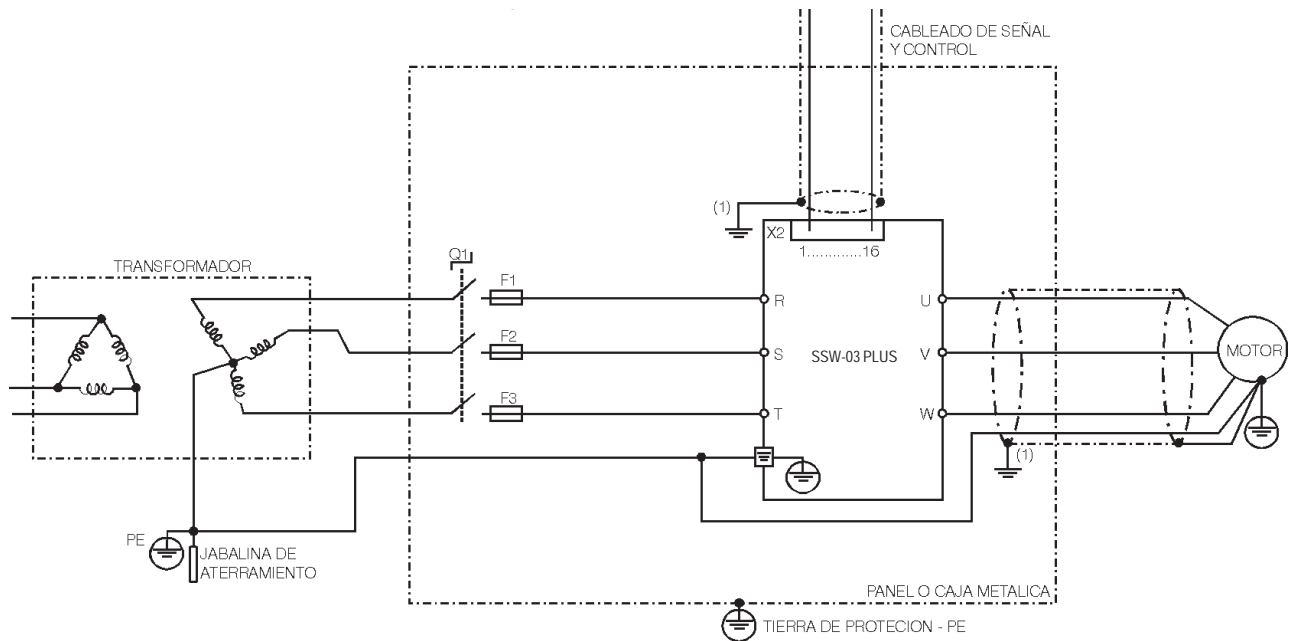 CABLEADO DE SEÑAL
Y CONTROL
(1)
X2
1.............16
TRANSFORMADOR
Q1
F1
R
U
F2
S
SSW-03 PLUS
V
MOTOR
F3
T
W
(1)
PE
JABALINA DE
ATERRAMIENTO
PANEL O CAJA METALICA
TIERRA DE PROTECION - PE